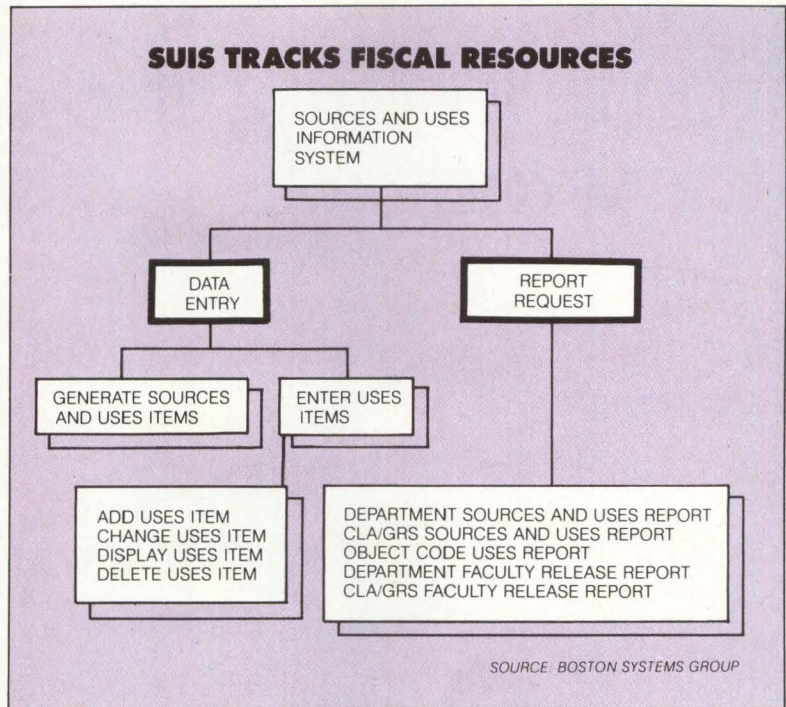 SUIS TRACKS FISCAL RESOURCES
SOURCES AND USES
INFORMATION
SYSTEM
DATA
ENTRY
REPORT
REQUEST
GENERATE SOURCES
AND USES ITEMS
ENTER USES
ITEMS
ADD USES ITEM
CHANGE USES ITEM
DISPLAY USES ITEM
DELETE USES ITEM
DEPARTMENT SOURCES AND USES REPORT
CLA/GRS SOURCES AND USES REPORT
OBJECT CODE USES REPORT
DEPARTMENT FACULTY RELEASE REPORT
CLA/GRS FACULTY RELEASE REPORT
SOURCE: BOSTON SYSTEMS GROUP